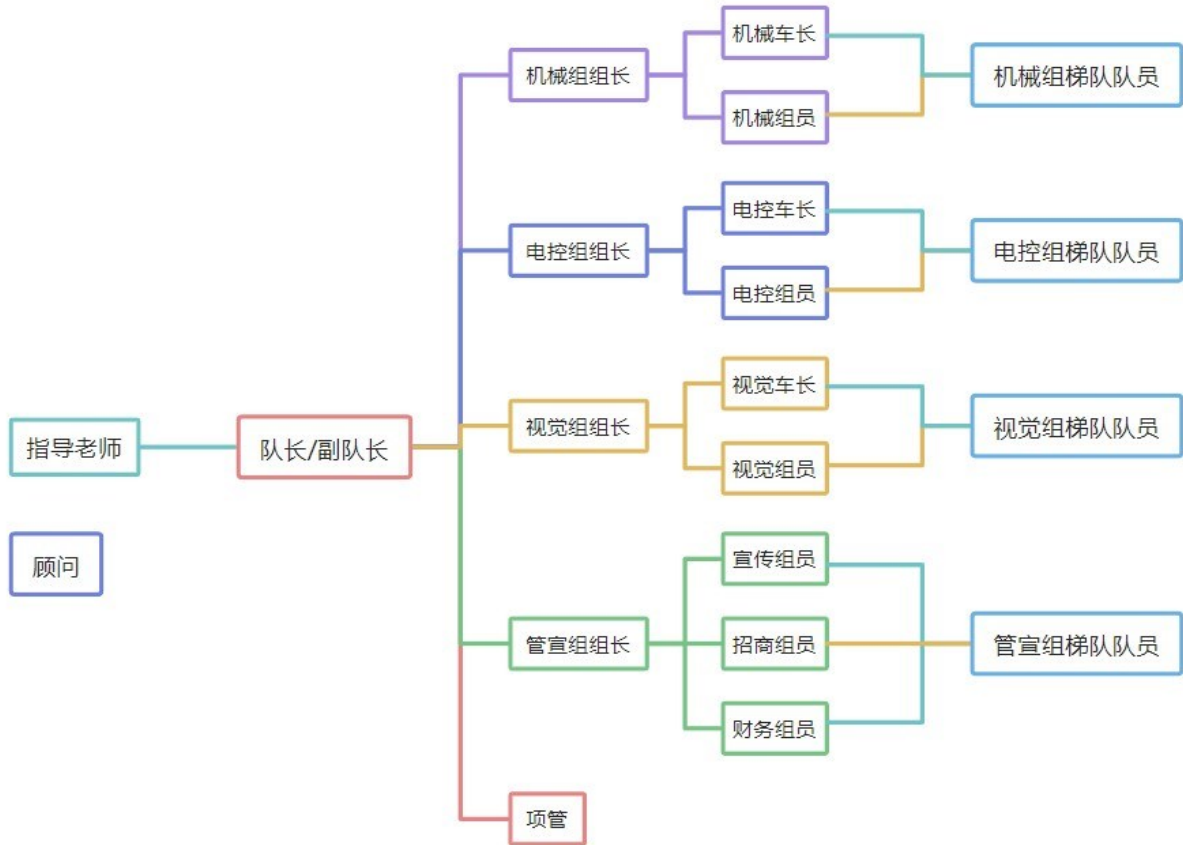 机械车长
机械组组长
机械组员
机械组梯队队员
电控车长
电控组组长
电控组员
电控组梯队队员
指导老师
队长/副队长
视觉车长
视觉组组长
视觉组员
视觉组梯队队员
顾问
宣传组员
管宣组组长
招商组员
财务组员
管宣组梯队队员
项管